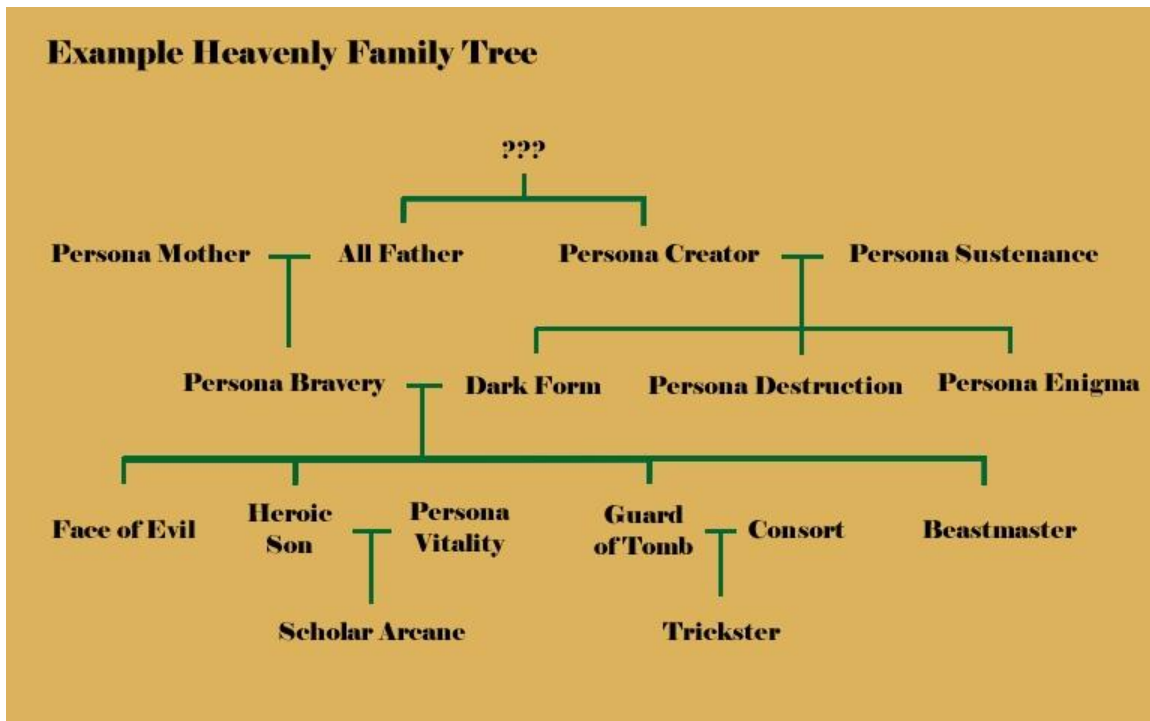 Example Heavenly Family Tree
???
Persona Mother
All Father
Persona Creator
Persona Sustenance
Persona Bravery
Dark Form
Persona Destruction
Persona Enigma
Face of Evil
Heroic
Son
Persona
Vitality
Guard
of Tomb
Consort
Beastmaster
Scholar Arcane
Trickster